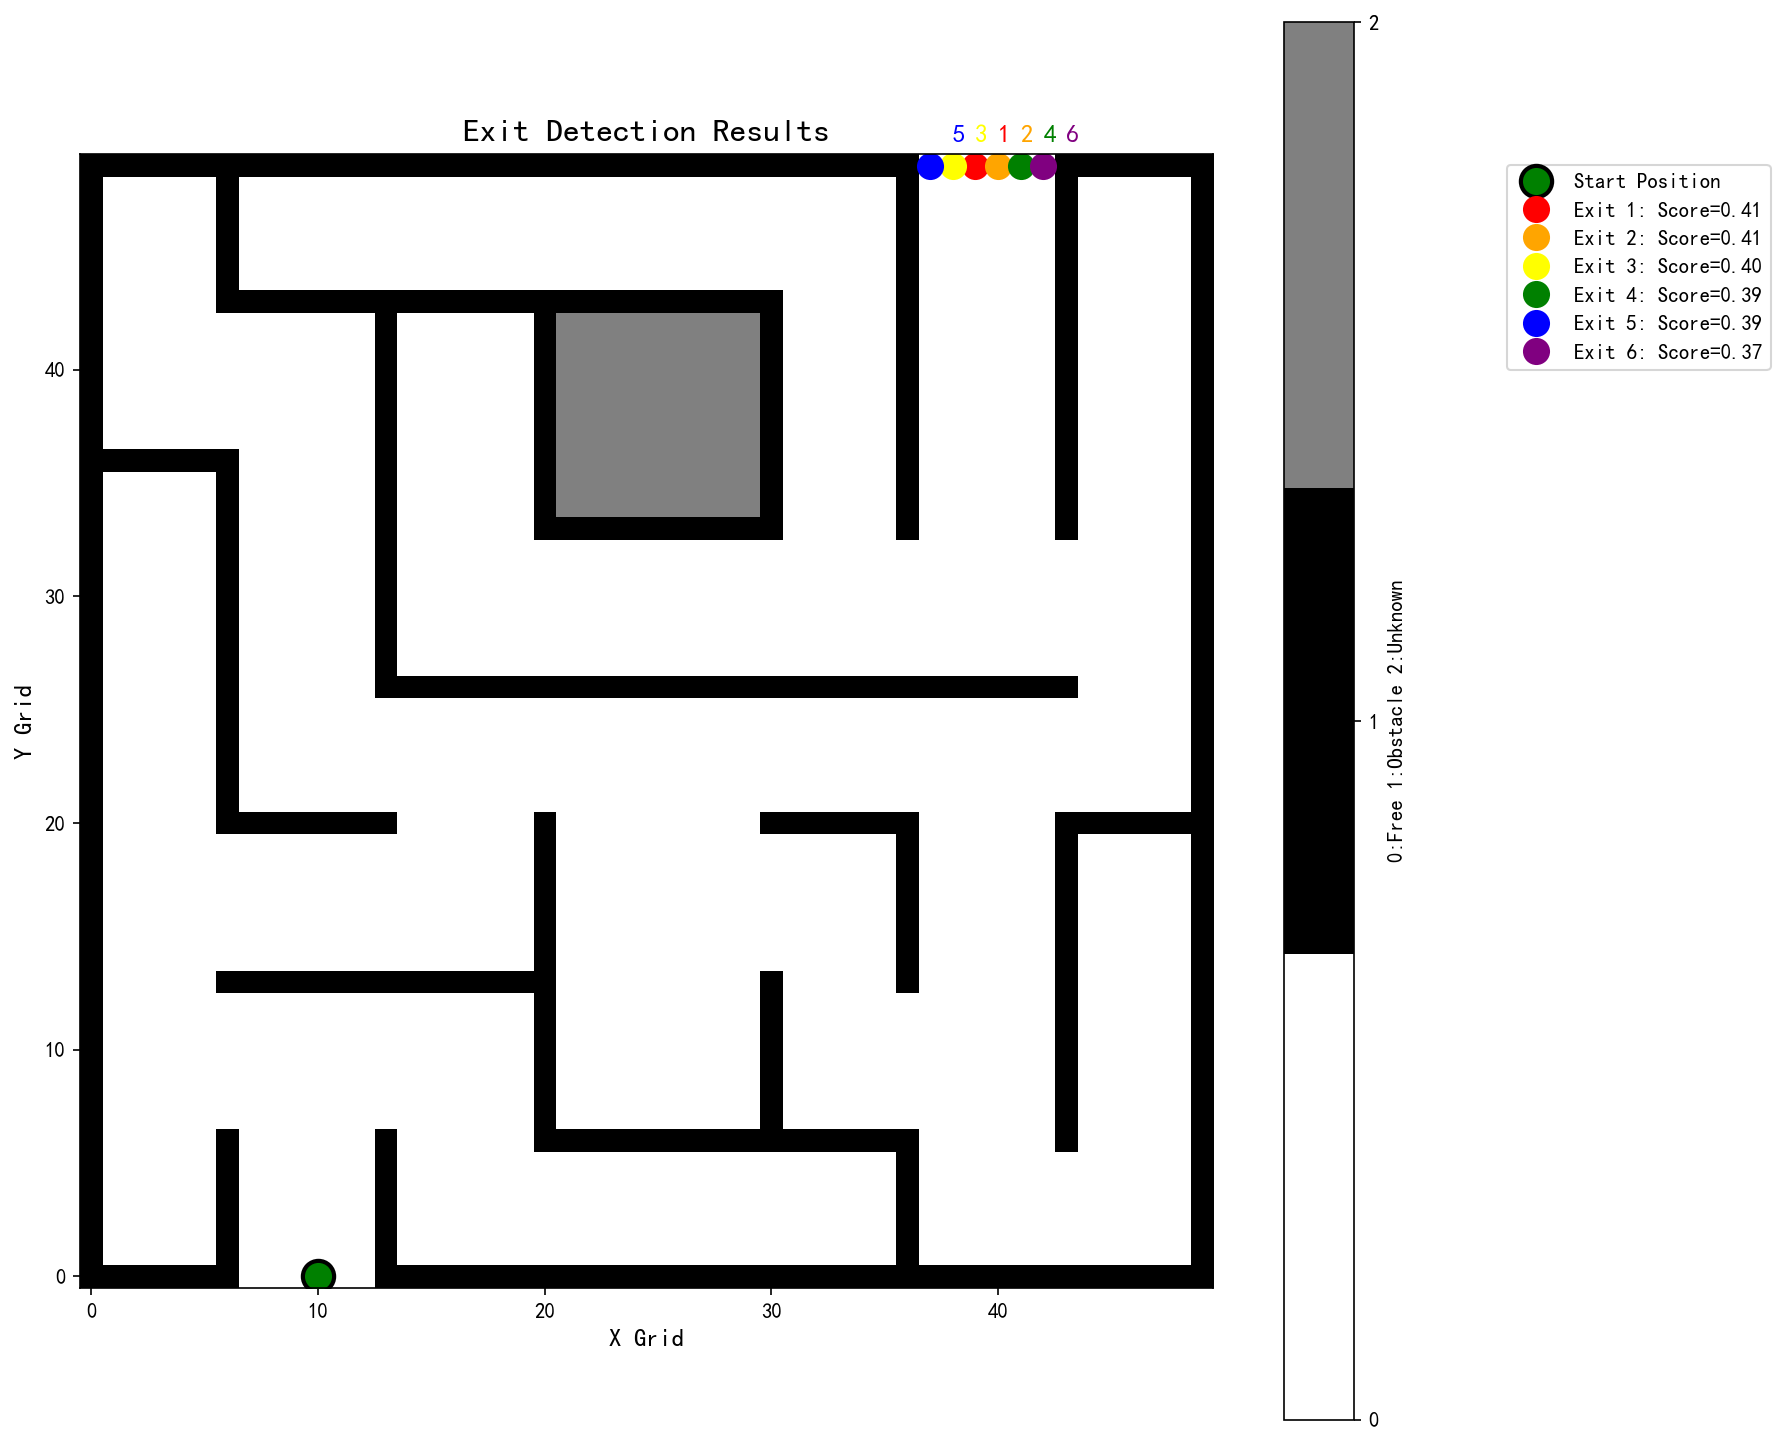 Exit Detection Results
5 3 1 2 4 6
Y Grid
40
30
20
10
0
0 10 20 30 40
X Grid
2
1
0
0:Free 1:Obstacle 2:Unknown
Start Position
Exit 1: Score=0.41
Exit 2: Score=0.41
Exit 3: Score=0.40
Exit 4: Score=0.39
Exit 5: Score=0.39
Exit 6: Score=0.37